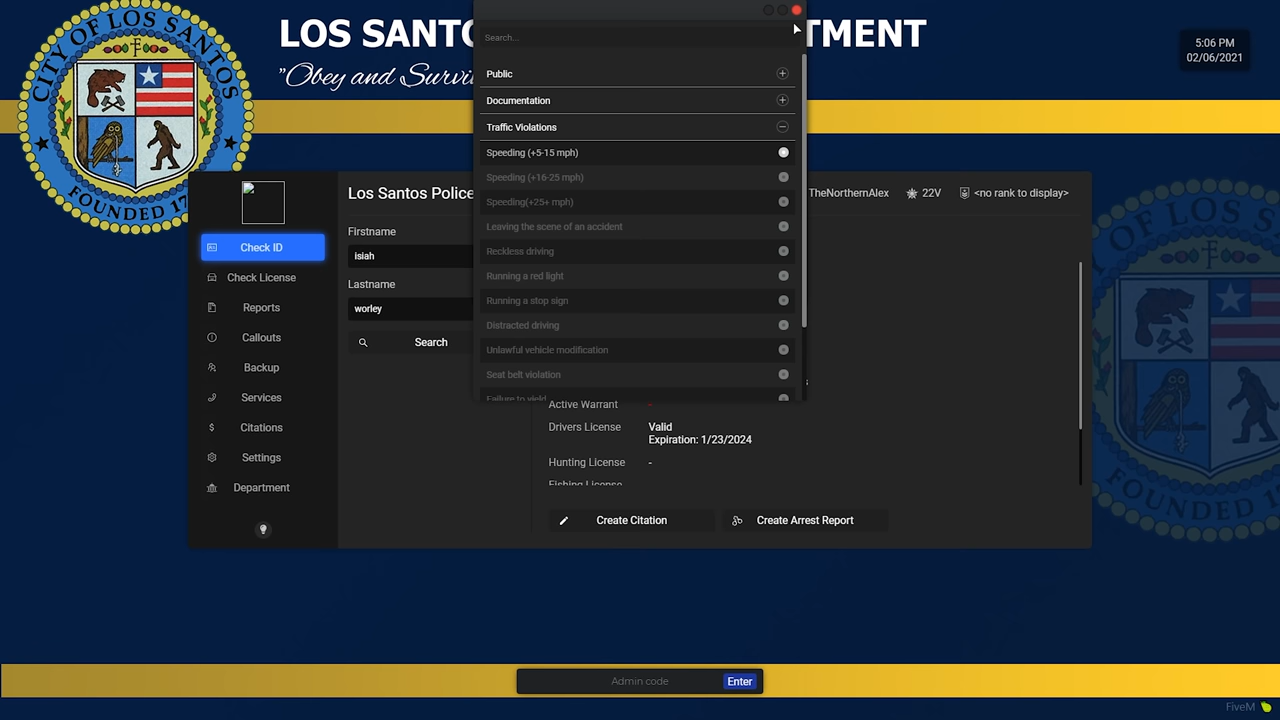 CITY OF LOS SANTOS
FOUNDED 17
LOS SANTO
TMENT
"Obey and Surviv
5:06 PM
02/06/2021
Search...
Public
Documentation
Traffic Violations
Speeding (+5-15 mph)
Speeding (+16-25 mph)
Speeding(+25+ mph)
Leaving the scene of an accident
Reckless driving
Running a red light
Running a stop sign
Distracted driving
Unlawful vehicle modification
Seat belt violation
Failure to yield
Los Santos Police
TheNorthernAlex
22V
<no rank to display>
Check ID
Check License
Reports
Callouts
Backup
Services
Citations
Settings
Department
Firstname
isiah
Lastname
worley
Search
Active Warrant -
Drivers License Valid
Expiration: 1/23/2024
Hunting License -
Fishing License
Create Citation
Create Arrest Report
Admin code
Enter
FiveM